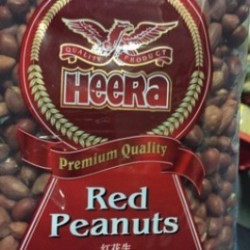 QUALITY PRODUCT
HEERA
Premium Quality
Red
Peanuts
红花生